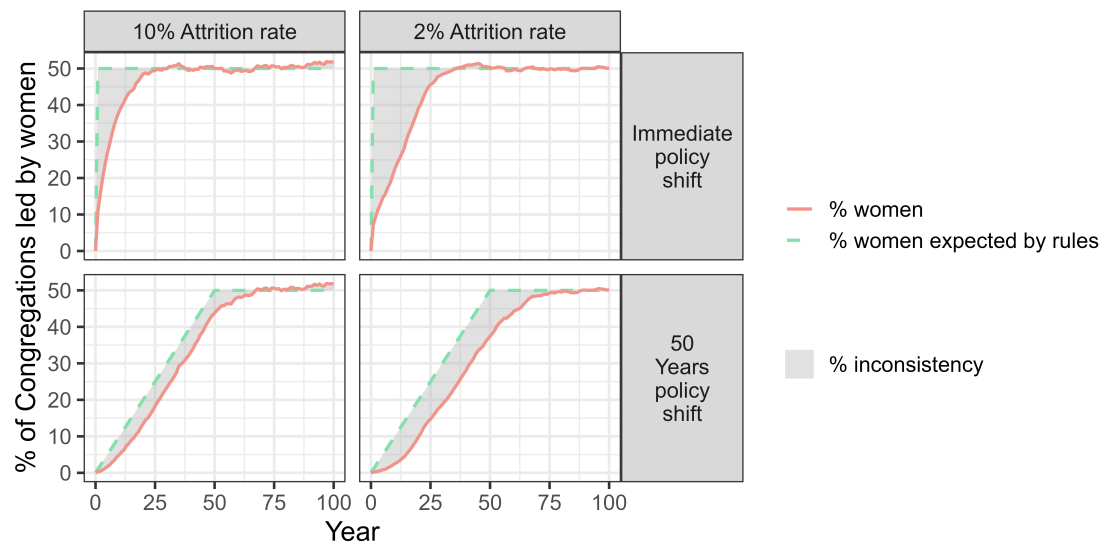 10% Attrition rate
2% Attrition rate
% of Congregations led by women
50
40
30
20
10
0
Immediate
policy
shift
50
40
30
20
10
0
50
Years
policy
shift
0 25 50 75 100
0 25 50 75 100
Year
% women
% women expected by rules
% inconsistency